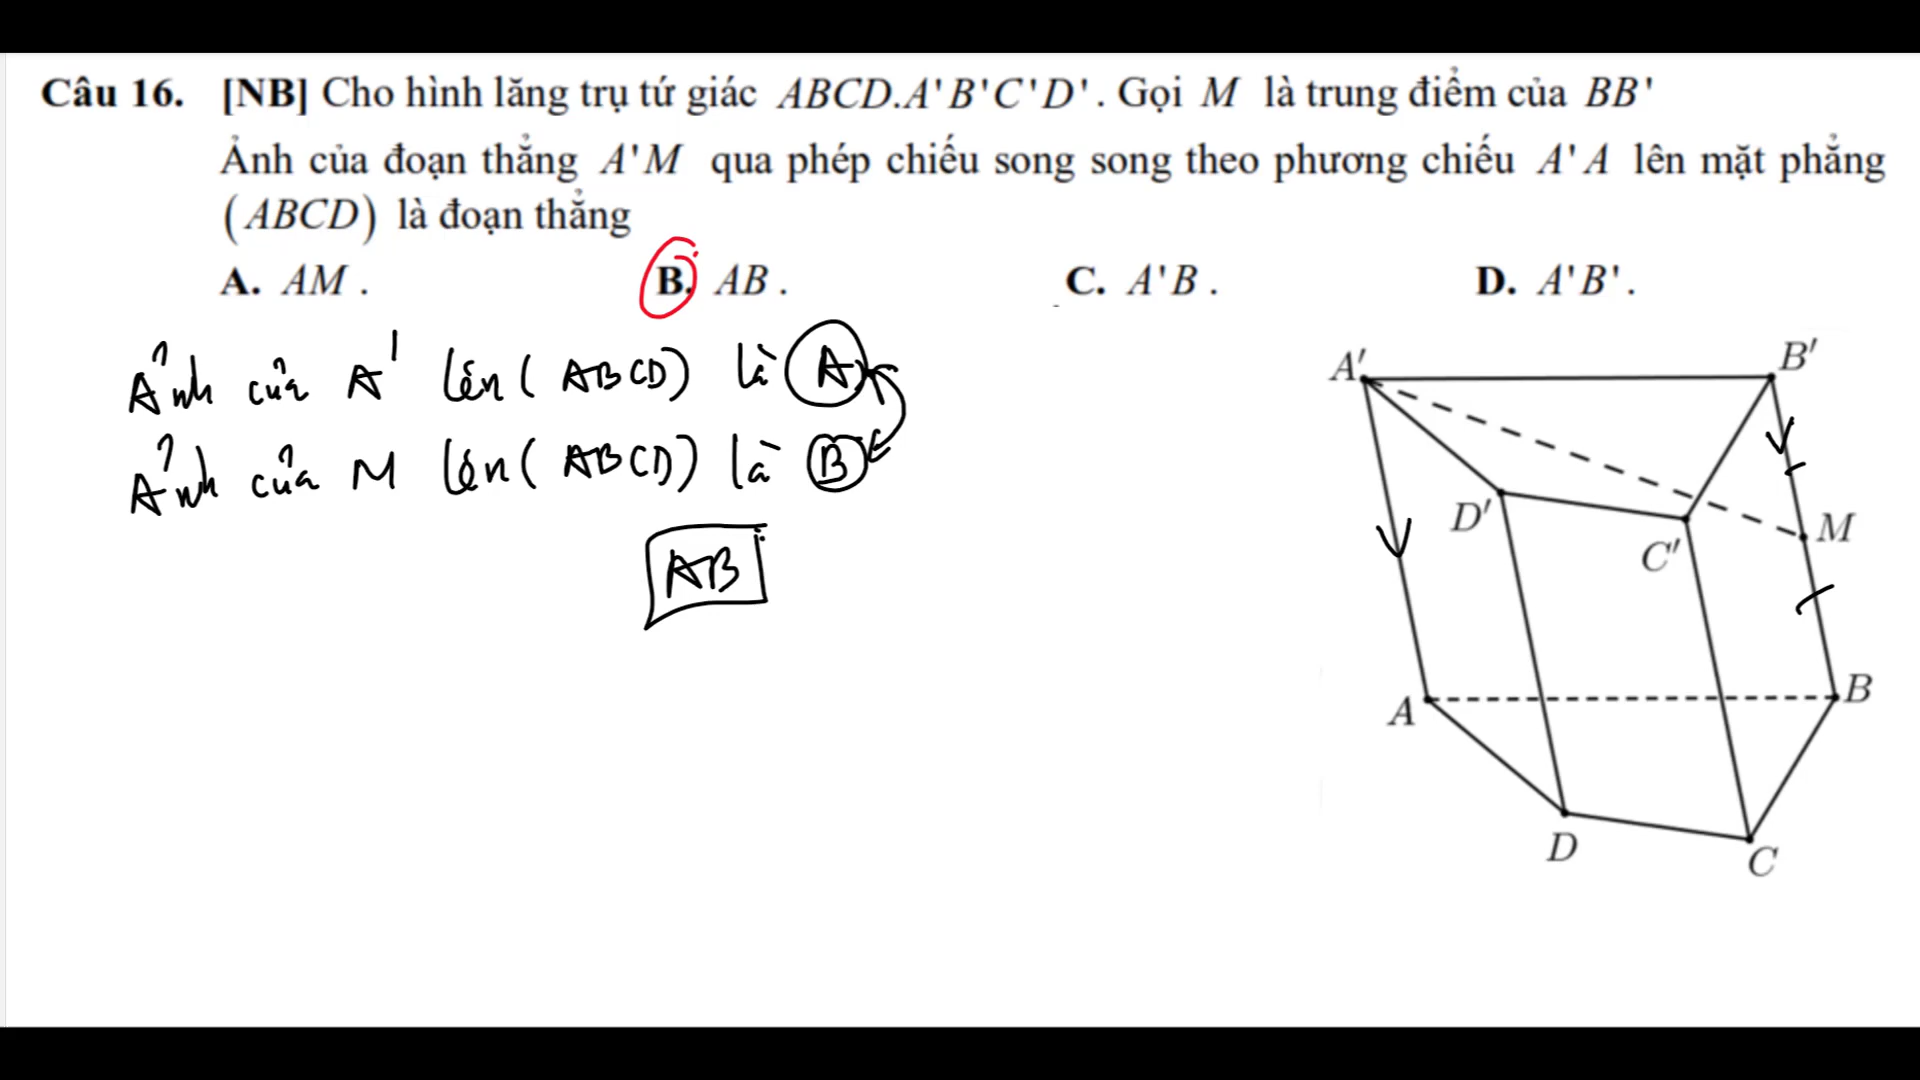 Câu 16. [NB] Cho hình lăng trụ tứ giác ABCD.A'B'C'D'. Gọi M là trung điểm của BB'
Ảnh của đoạn thẳng A'M qua phép chiếu song song theo phương chiếu A'A lên mặt phẳng
(ABCD) là đoạn thẳng
A. AM. B. AB. C. A'B. D. A'B'.
Ảnh của A' lên (ABCD) là A
Ảnh của M lên (ABCD) là B
AB
A' B'
D' C' M
A B
D C